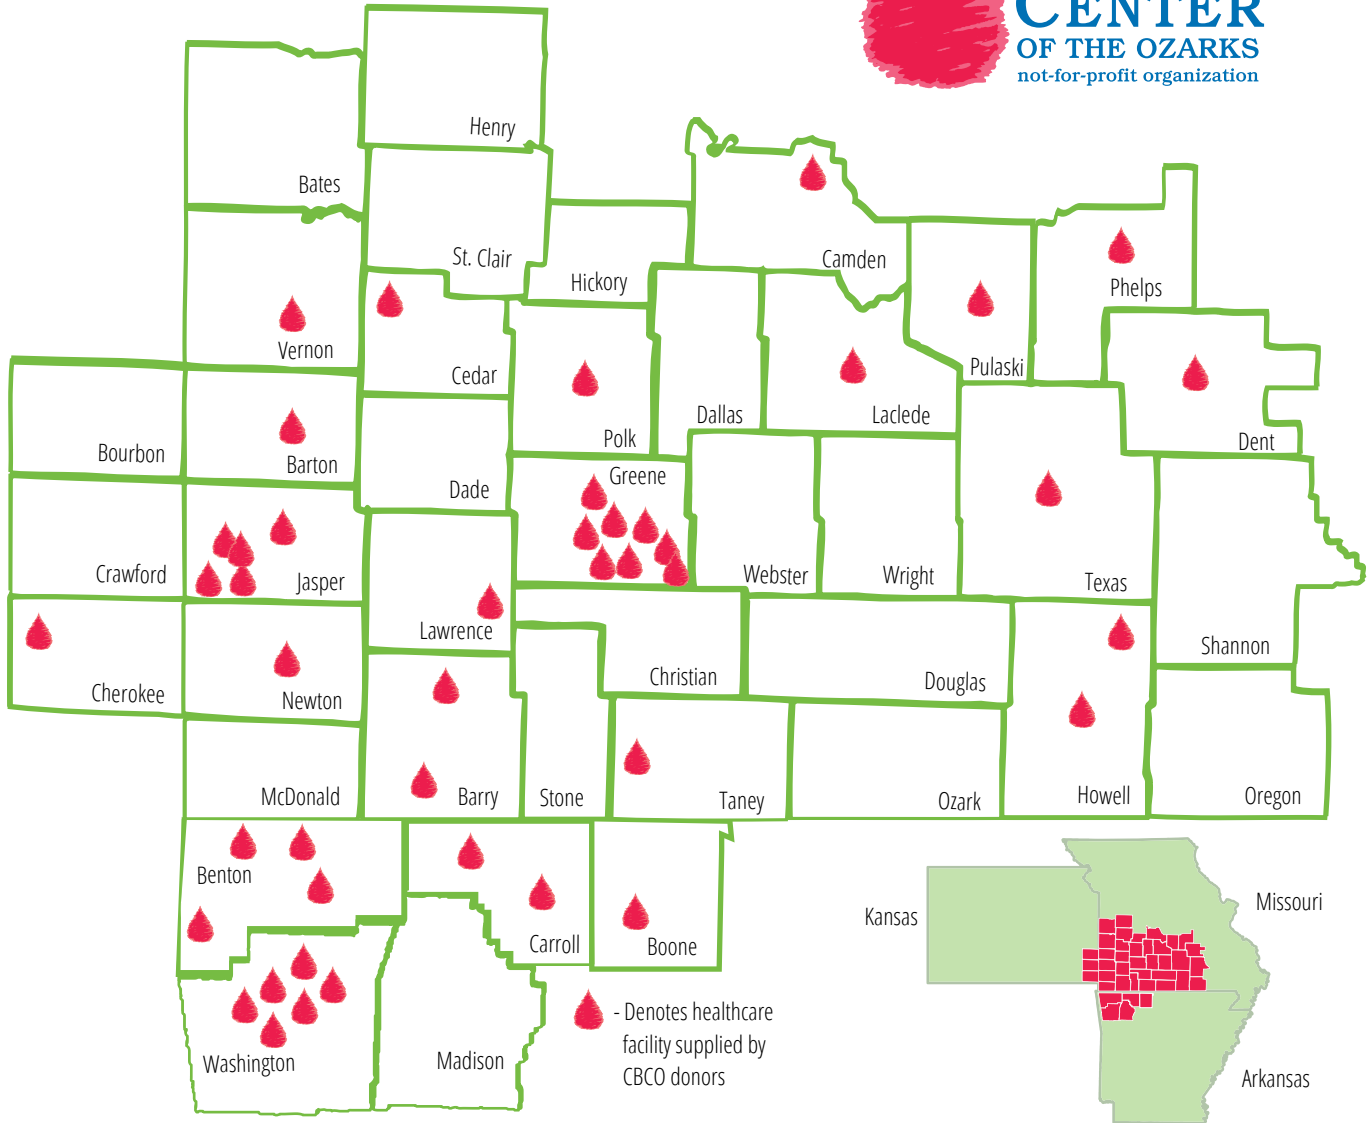 CENTER
OF THE OZARKS
not-for-profit organization
Henry
Bates
St. Clair
Hickory
Camden
Phelps
Vernon
Cedar
Pulaski
Polk
Dallas
Laclede
Dent
Bourbon
Barton
Dade
Greene
Crawford
Jasper
Lawrence
Webster
Wright
Texas
Shannon
Cherokee
Newton
Christian
Douglas
McDonald
Barry
Stone
Taney
Ozark
Howell
Oregon
Benton
Carroll
Boone
Washington
Madison
- Denotes healthcare
facility supplied by
CBCO donors
Kansas
Missouri
Arkansas